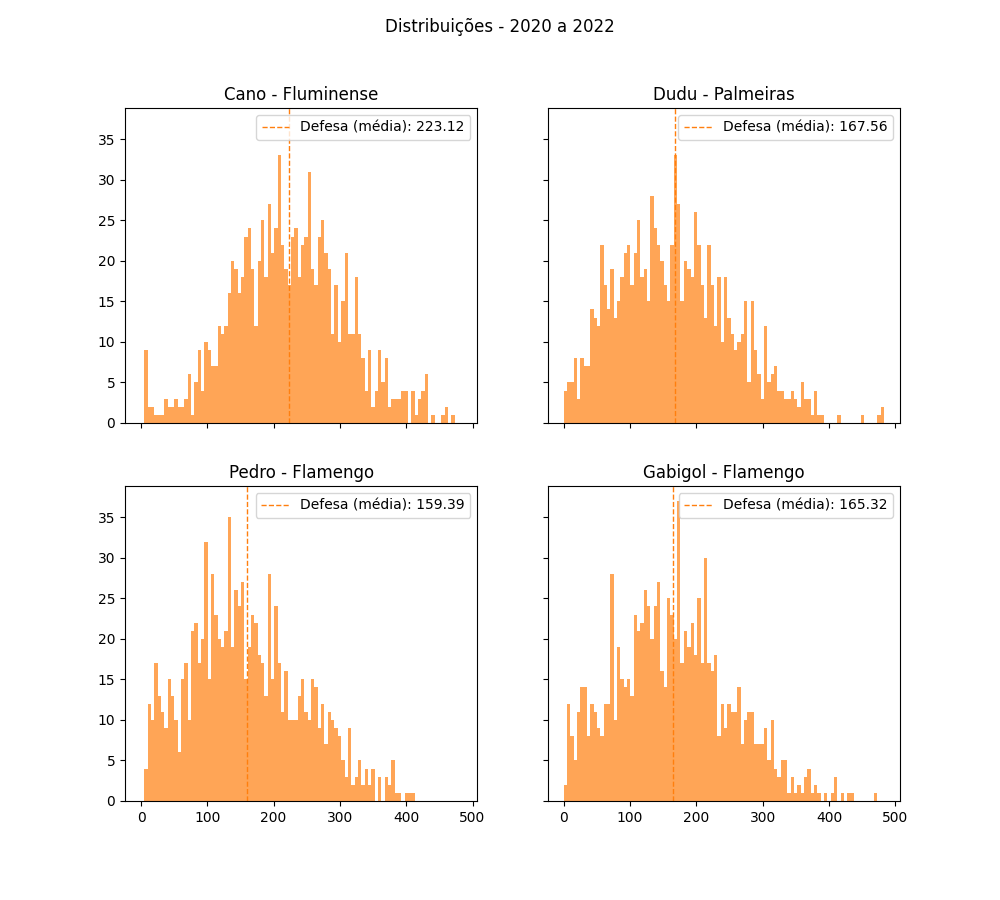 Distribuições - 2020 a 2022
Cano - Fluminense
Defesa (média): 223.12
35
30
25
20
15
10
5
0
Dudu - Palmeiras
Defesa (média): 167.56
Pedro - Flamengo
Defesa (média): 159.39
35
30
25
20
15
10
5
0
0 100 200 300 400 500
Gabigol - Flamengo
Defesa (média): 165.32
0 100 200 300 400 500